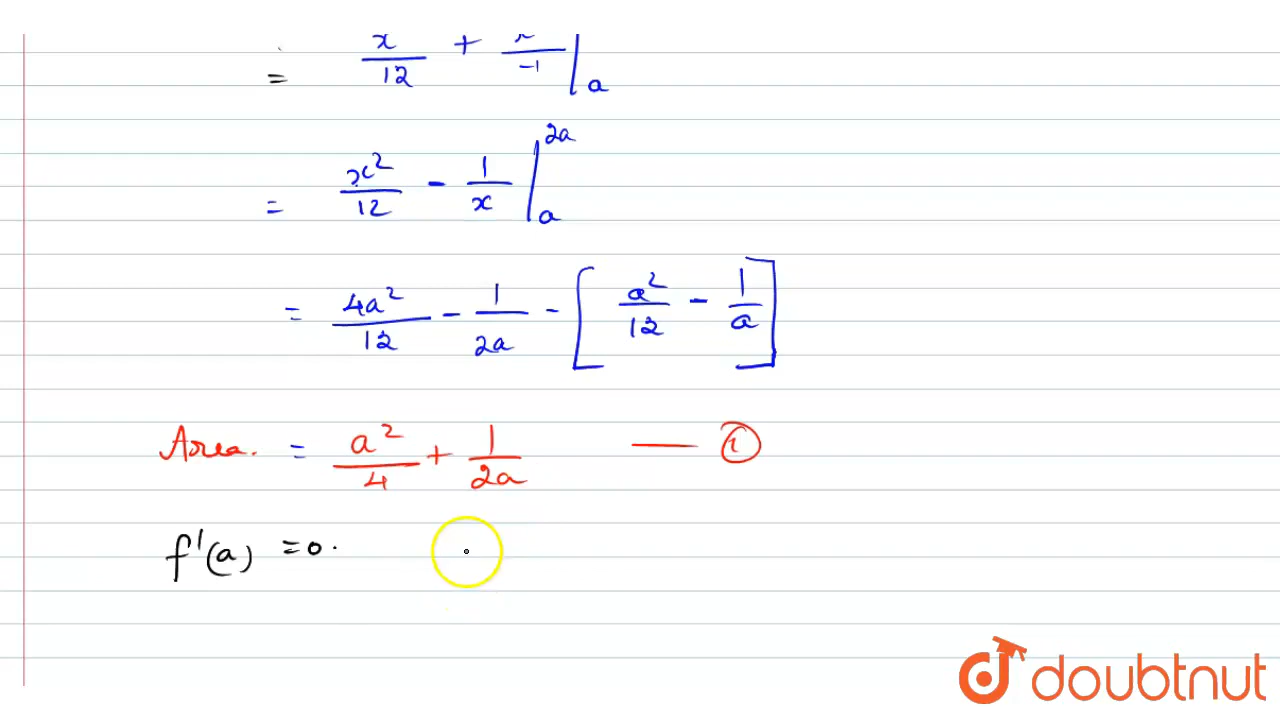 = x/12 + x/-1 |a
= x²/12 - 1/x |a 2a
= 4a²/12 - 1/2a - [a²/12 - 1/a]
Area. = a²/4 + 1/2a — ①
f'(a) = 0.
doubtnut